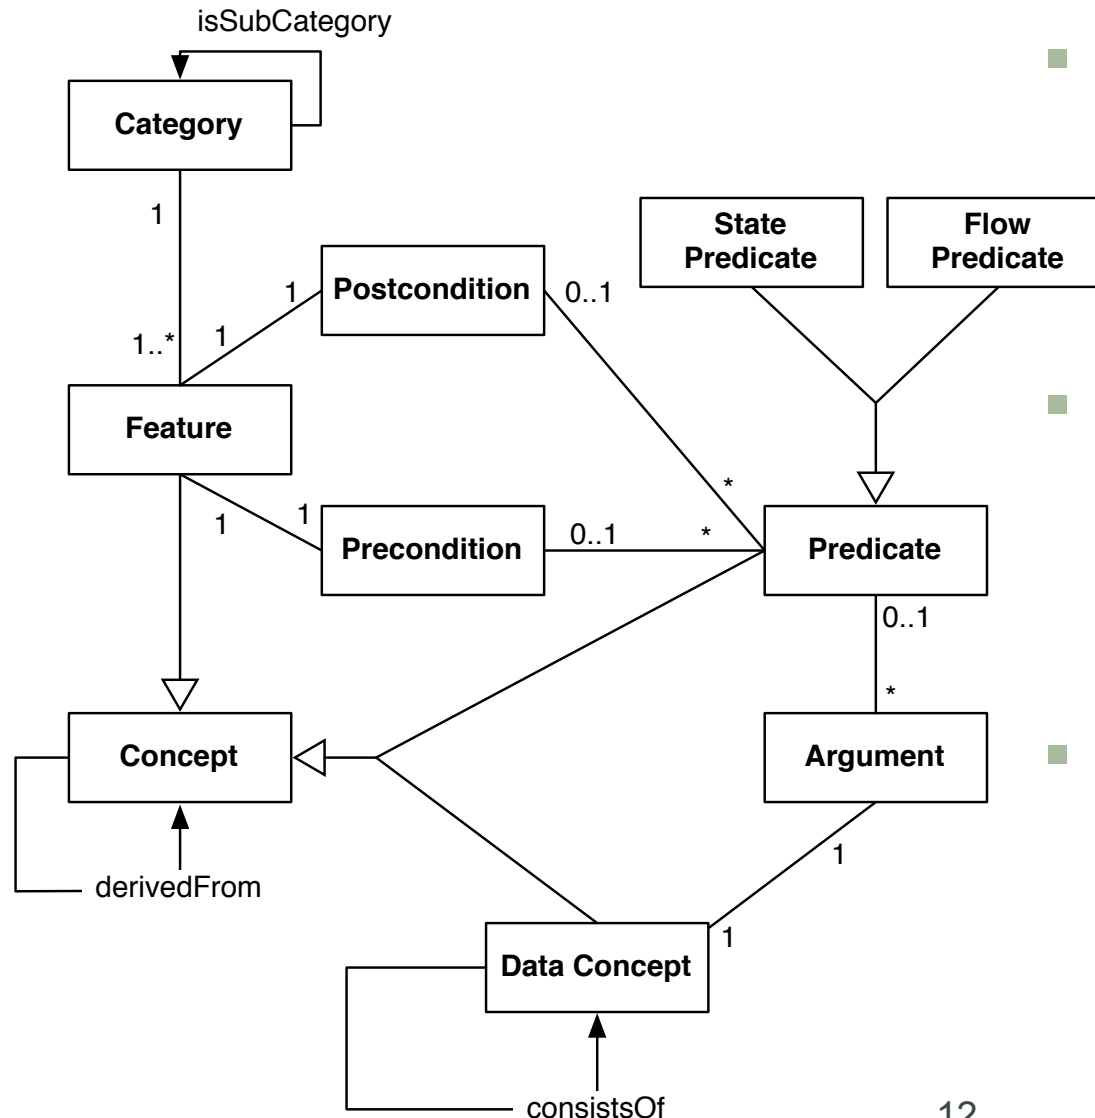 isSubCategory
Category
1
State
Predicate
Flow
Predicate
Postcondition
1
0..1
1
1..*
Feature
*
1
1
Precondition
0..1
*
Predicate
0..1
*
Concept
Argument
derivedFrom
1
1
Data Concept
consistsOf
12